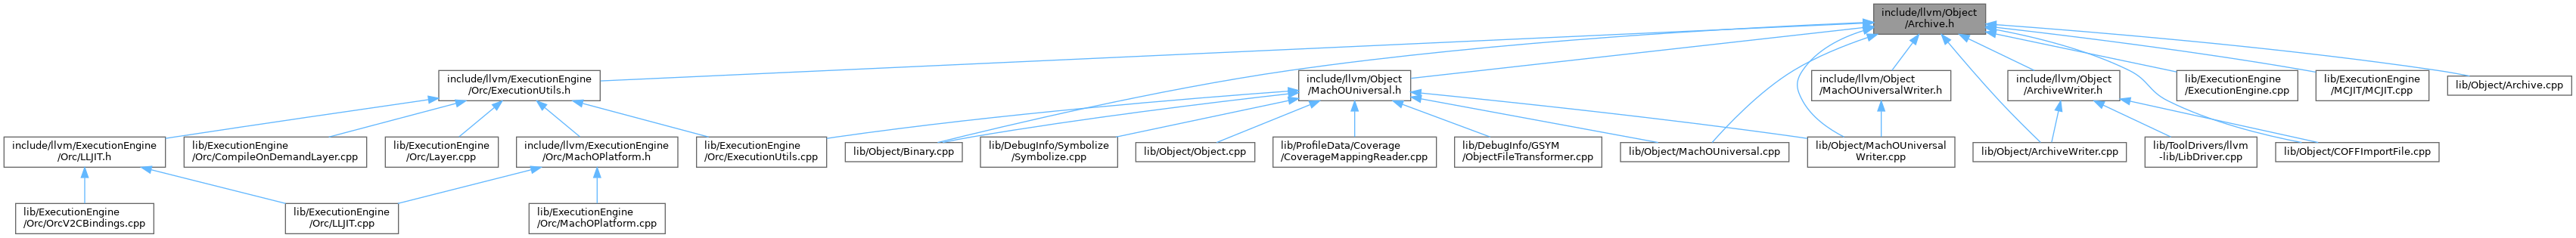 include/llvm/Object
/Archive.h
include/llvm/ExecutionEngine
/Orc/ExecutionUtils.h
include/llvm/Object
/MachOUniversal.h
include/llvm/Object
/MachOUniversalWriter.h
include/llvm/Object
/ArchiveWriter.h
lib/ExecutionEngine
/ExecutionEngine.cpp
lib/ExecutionEngine
/MCJIT/MCJIT.cpp
lib/Object/Archive.cpp
include/llvm/ExecutionEngine
/Orc/LLJIT.h
lib/ExecutionEngine
/Orc/CompileOnDemandLayer.cpp
lib/ExecutionEngine
/Orc/Layer.cpp
include/llvm/ExecutionEngine
/Orc/MachOPlatform.h
lib/ExecutionEngine
/Orc/ExecutionUtils.cpp
lib/Object/Binary.cpp
lib/DebugInfo/Symbolize
/Symbolize.cpp
lib/Object/Object.cpp
lib/ProfileData/Coverage
/CoverageMappingReader.cpp
lib/DebugInfo/GSYM
/ObjectFileTransformer.cpp
lib/Object/MachOUniversal.cpp
lib/Object/MachOUniversal
Writer.cpp
lib/Object/ArchiveWriter.cpp
lib/ToolDrivers/llvm
-lib/LibDriver.cpp
lib/Object/COFFImportFile.cpp
lib/ExecutionEngine
/Orc/OrcV2CBindings.cpp
lib/ExecutionEngine
/Orc/LLJIT.cpp
lib/ExecutionEngine
/Orc/MachOPlatform.cpp